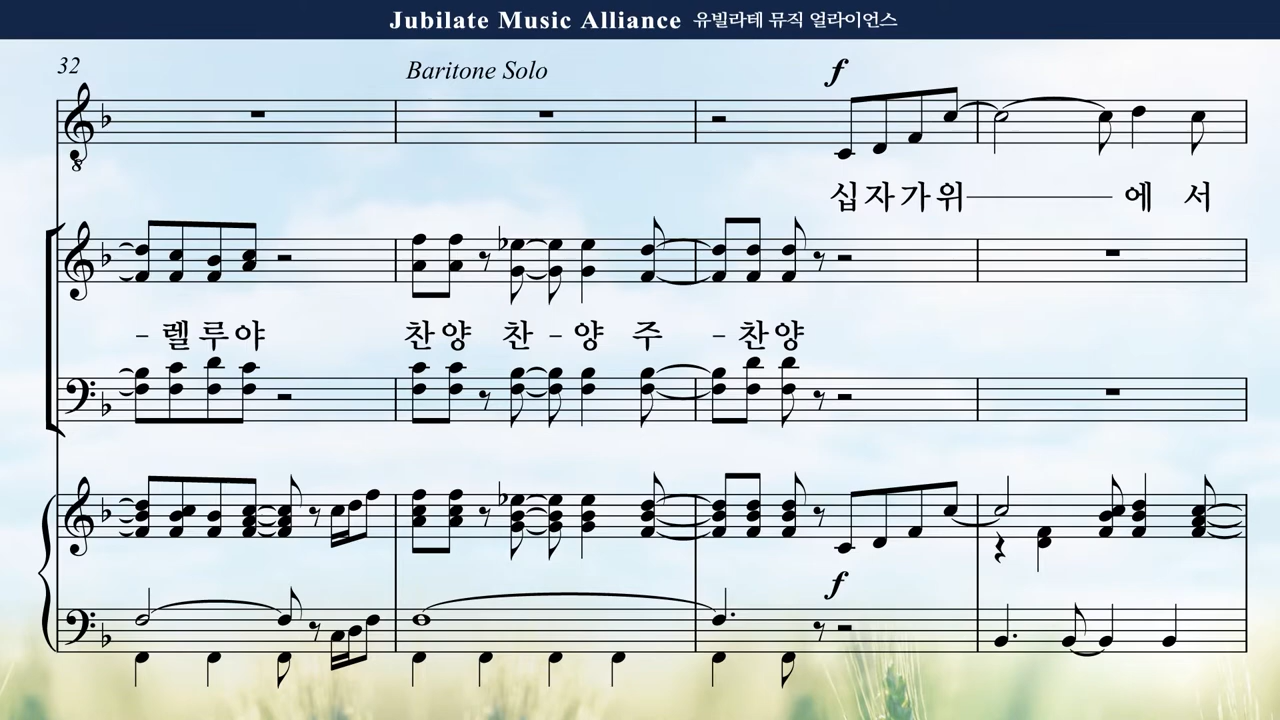 Jubilate Music Alliance 유빌라테 뮤직 얼라이언스
32
Baritone Solo
f
십자가위 에 서
- 렐루야 찬양 찬 - 양 주 - 찬양
f